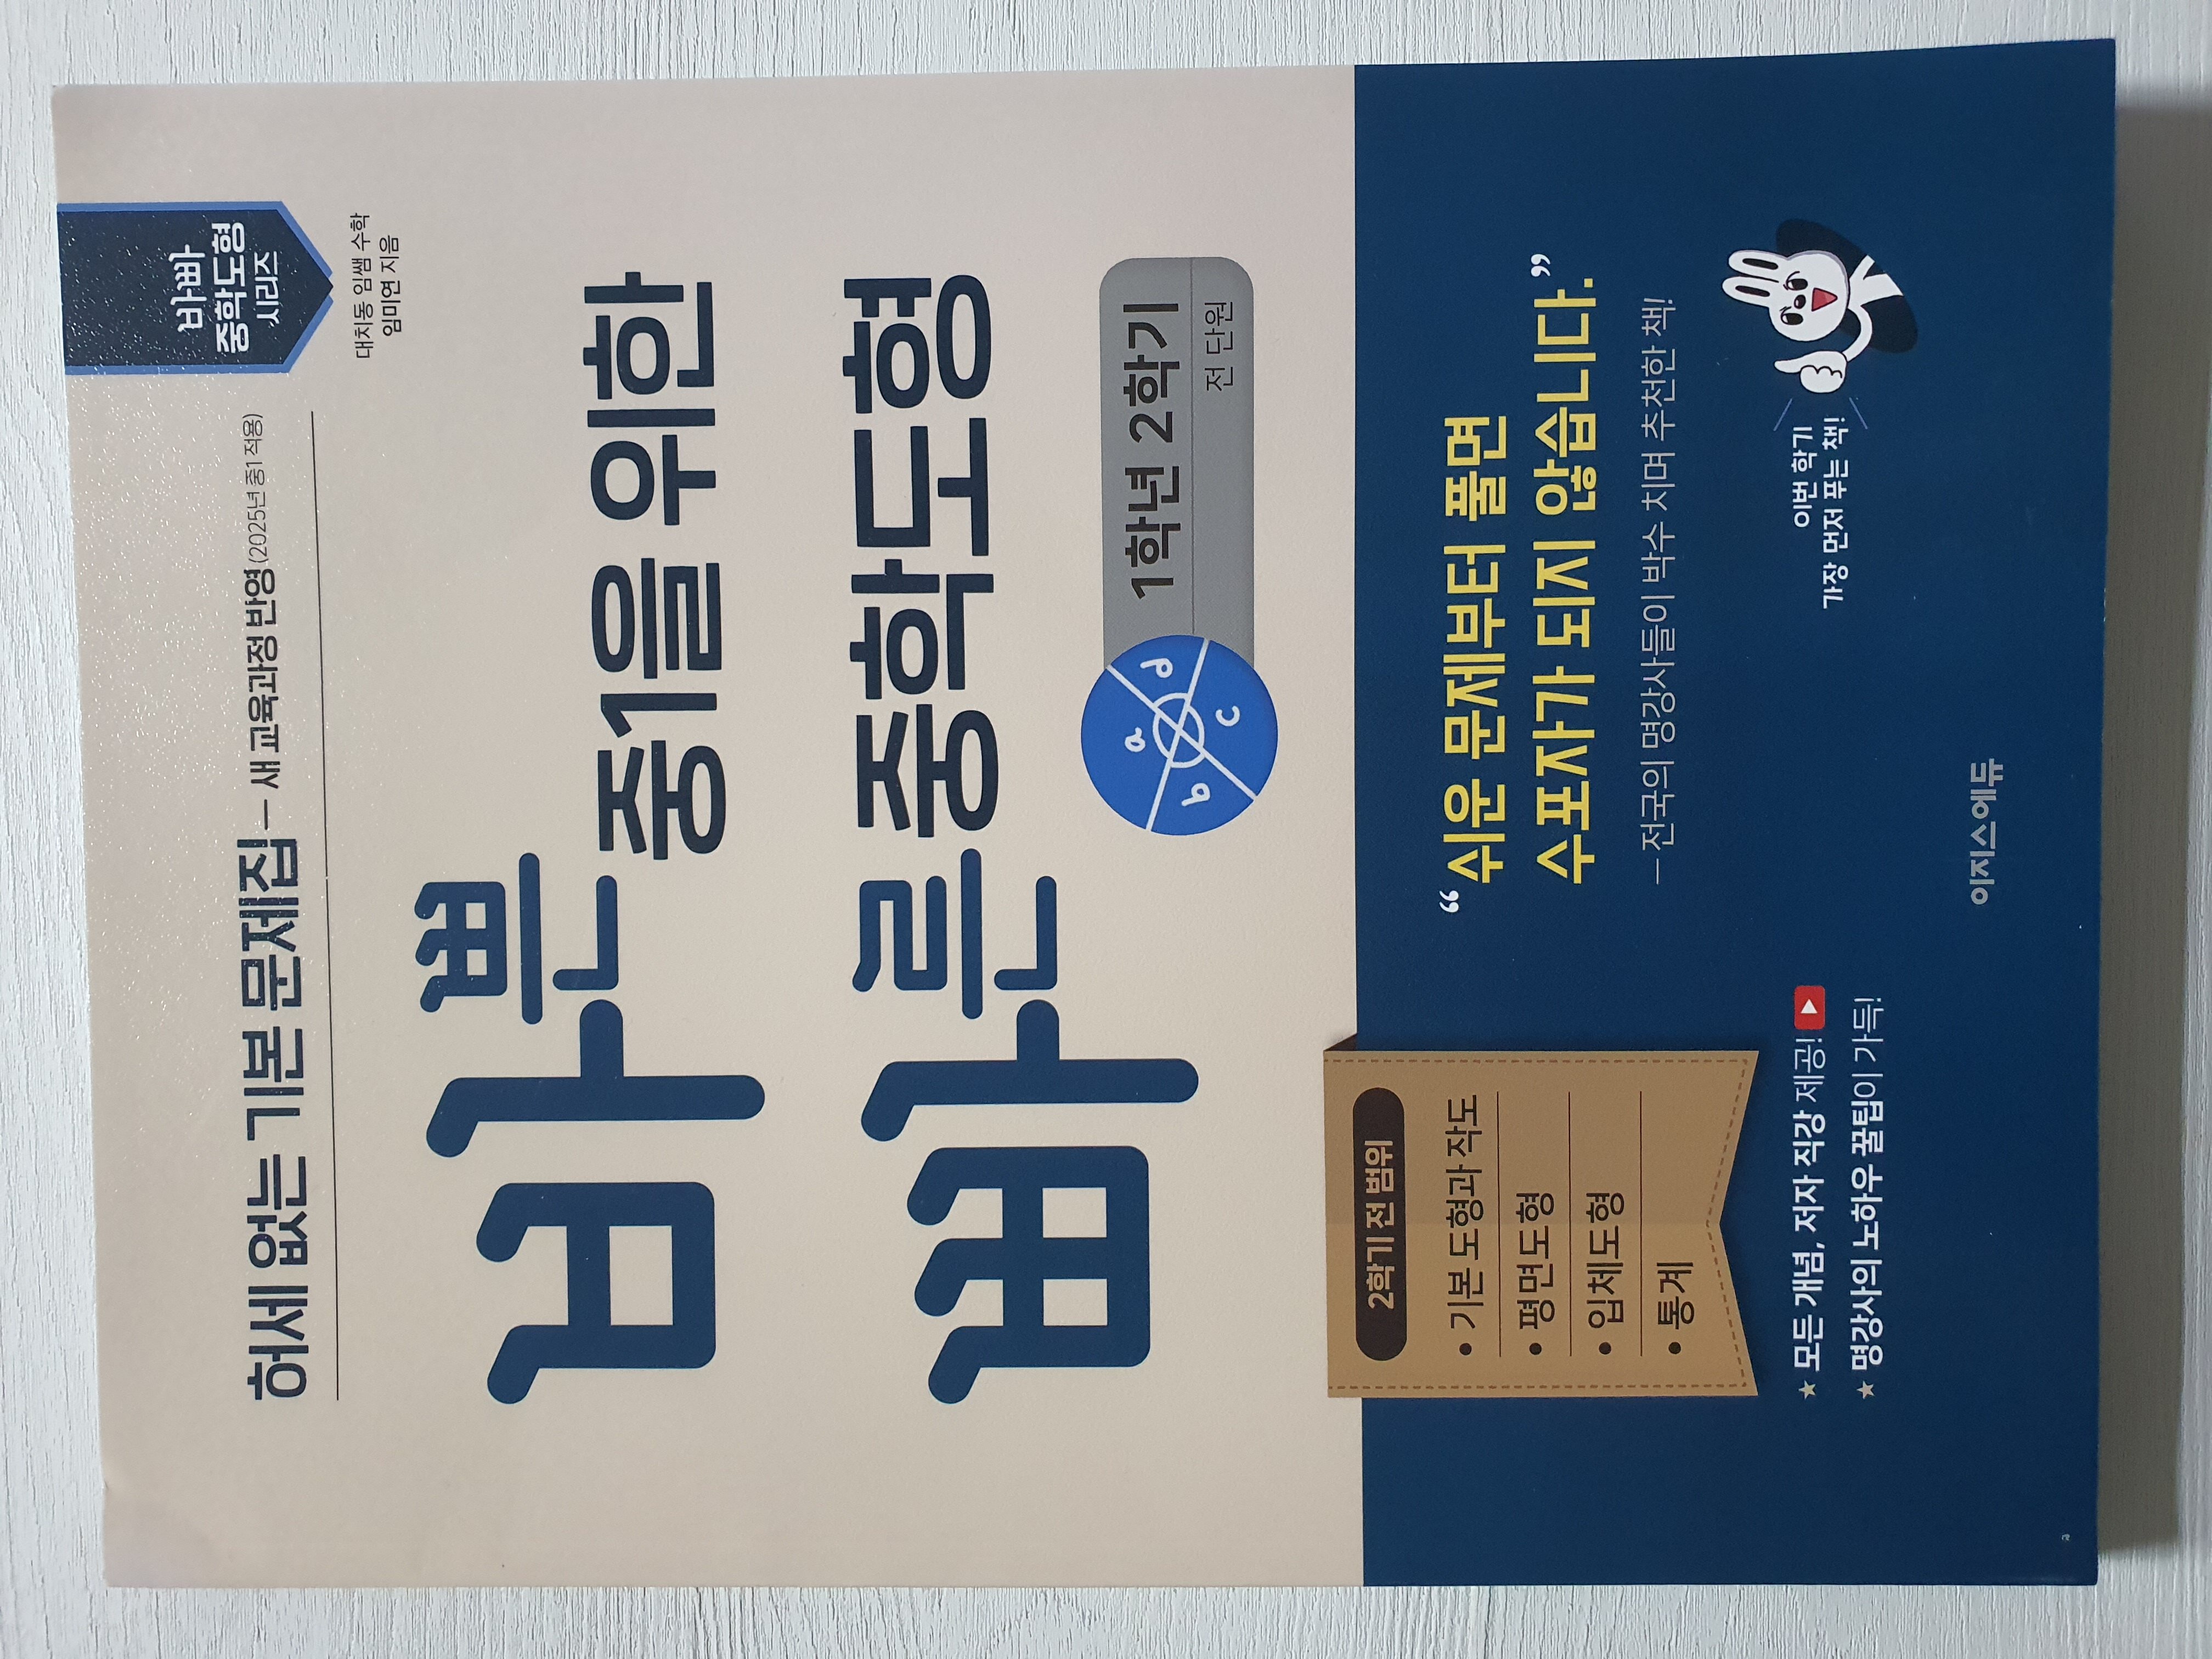 바빠
중학도형
시리즈
허세 없는 기본 문제집 – 새 교육과정 반영 (2025년 중1 적용)
대치동 임쌤 수학
임미연 지음
바쁜 중1을 위한
빠른 중학도형
1학년 2학기
전 단원
a
b
c
d
“쉬운 문제부터 풀면
수포자가 되지 않습니다.”
– 전국의 명강사들이 박수 치며 추천한 책!
2학기 전 범위
• 기본 도형과 작도
• 평면도형
• 입체도형
• 통계
이번 학기
가장 먼저 푸는 책!
★ 모든 개념, 저자 직강 제공!
★ 명강사의 노하우 꿀팁이 가득!
이지스에듀